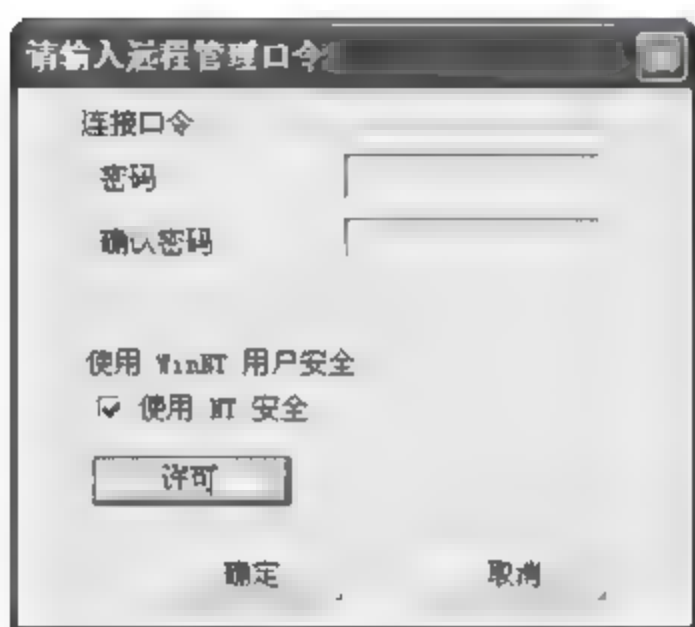 请输入远程管理口令
连接口令
密码
确认密码
使用 WinNT 用户安全
使用 NT 安全
许可
确定
取消